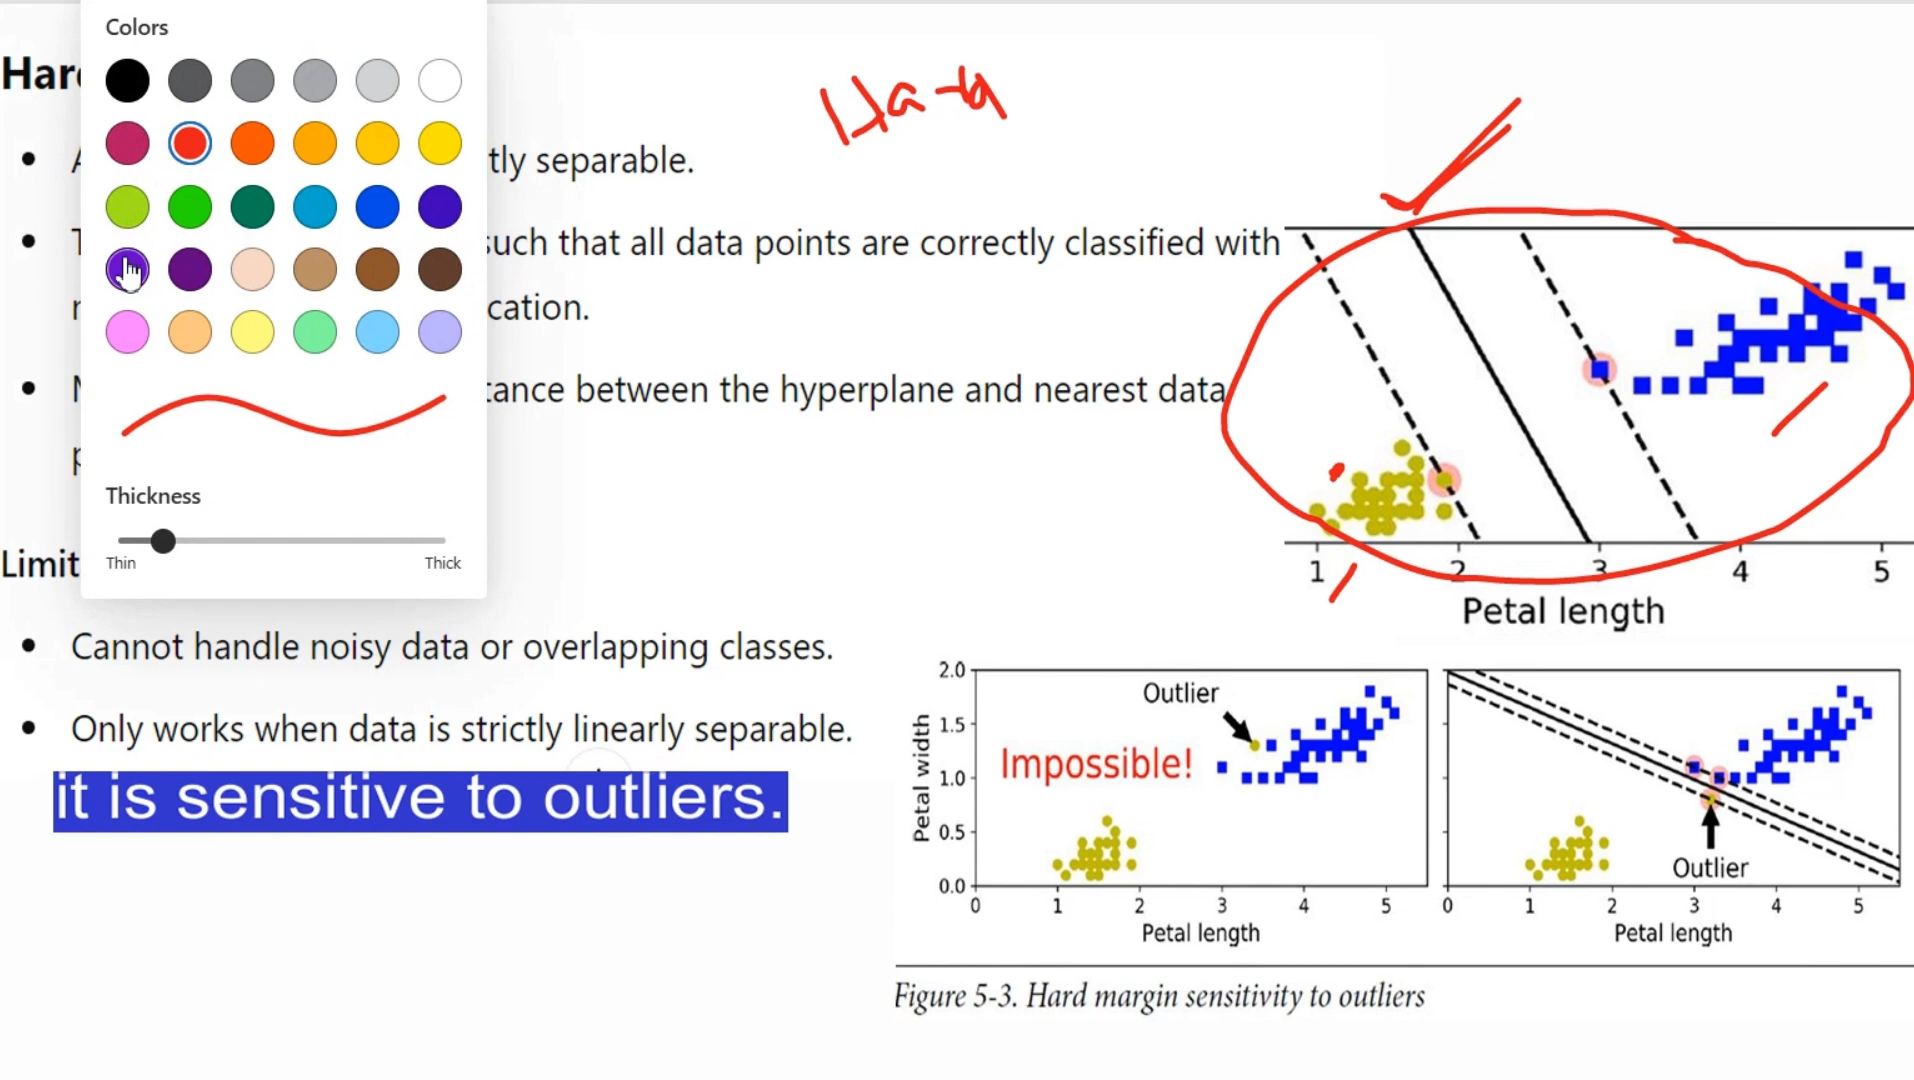 Colors
Har
tly separable.
such that all data points are correctly classified with
cation.
tance between the hyperplane and nearest data
Thickness
Thin
Thick
Limit
Cannot handle noisy data or overlapping classes.
Only works when data is strictly linearly separable.
it is sensitive to outliers.
1 2 3 4 5
Petal length
2.0
1.5
1.0
0.5
0.0
Petal width
Outlier
Impossible!
0 1 2 3 4 5
Petal length
Outlier
0 1 2 3 4 5
Petal length
Figure 5-3. Hard margin sensitivity to outliers